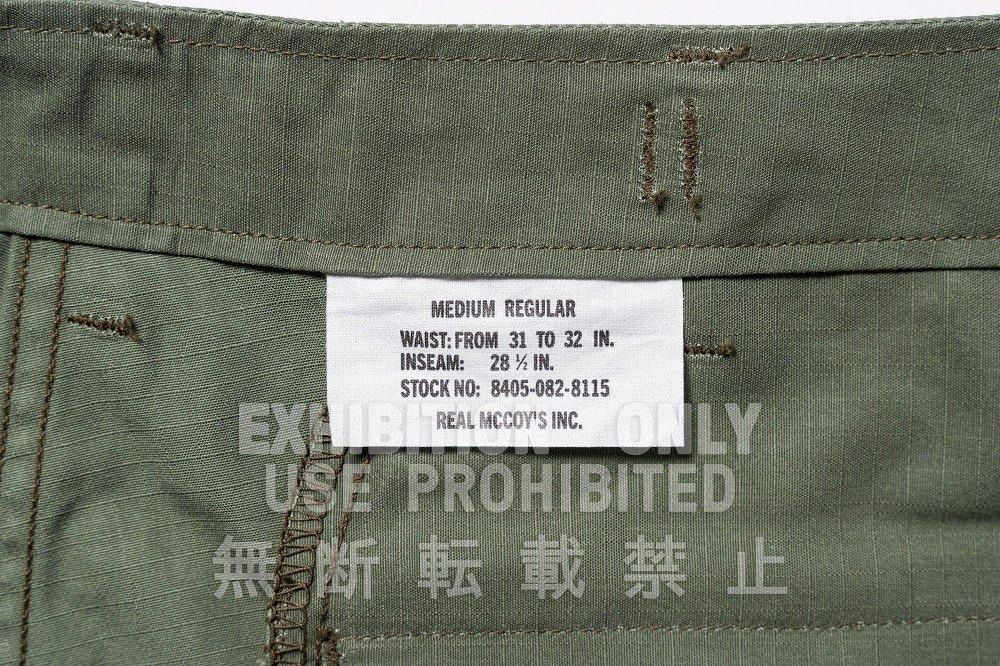 MEDIUM REGULAR
WAIST: FROM 31 TO 32 IN.
INSEAM: 28 ½ IN.
STOCK NO: 8405-082-8115
REAL MCCOY'S INC.
EXHIBITION ONLY
USE PROHIBITED
無断転載禁止